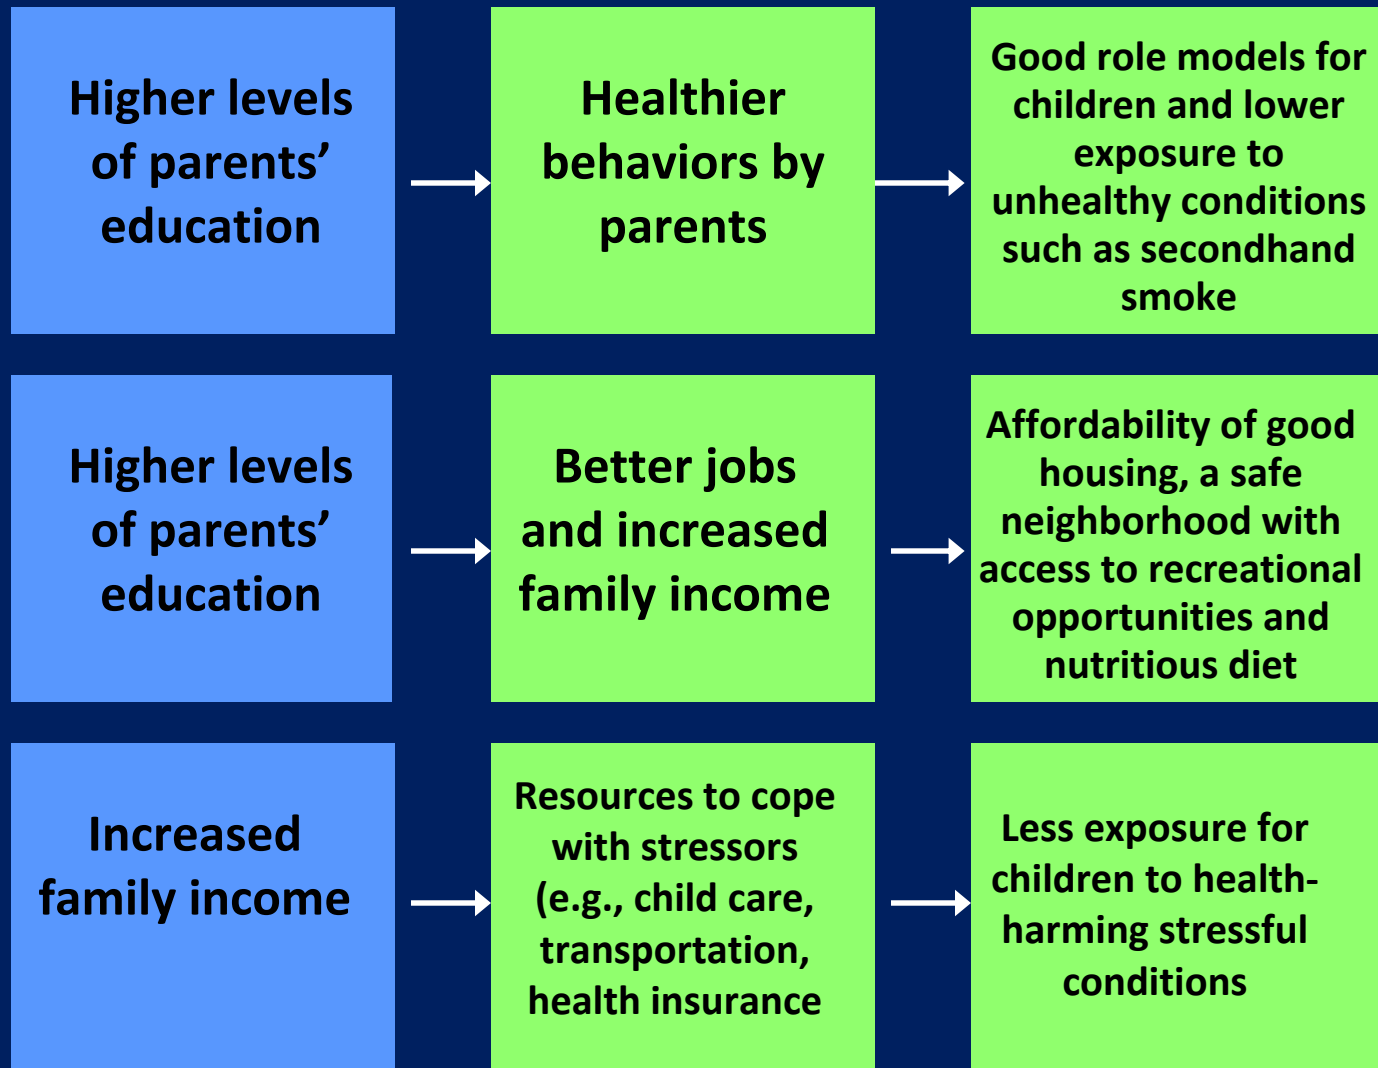 Higher levels
of parents’
education
Healthier
behaviors by
parents
Good role models for
children and lower
exposure to
unhealthy conditions
such as secondhand
smoke
Higher levels
of parents’
education
Better jobs
and increased
family income
Affordability of good
housing, a safe
neighborhood with
access to recreational
opportunities and
nutritious diet
Increased
family income
Resources to cope
with stressors
(e.g., child care,
transportation,
health insurance
Less exposure for
children to health-
harming stressful
conditions